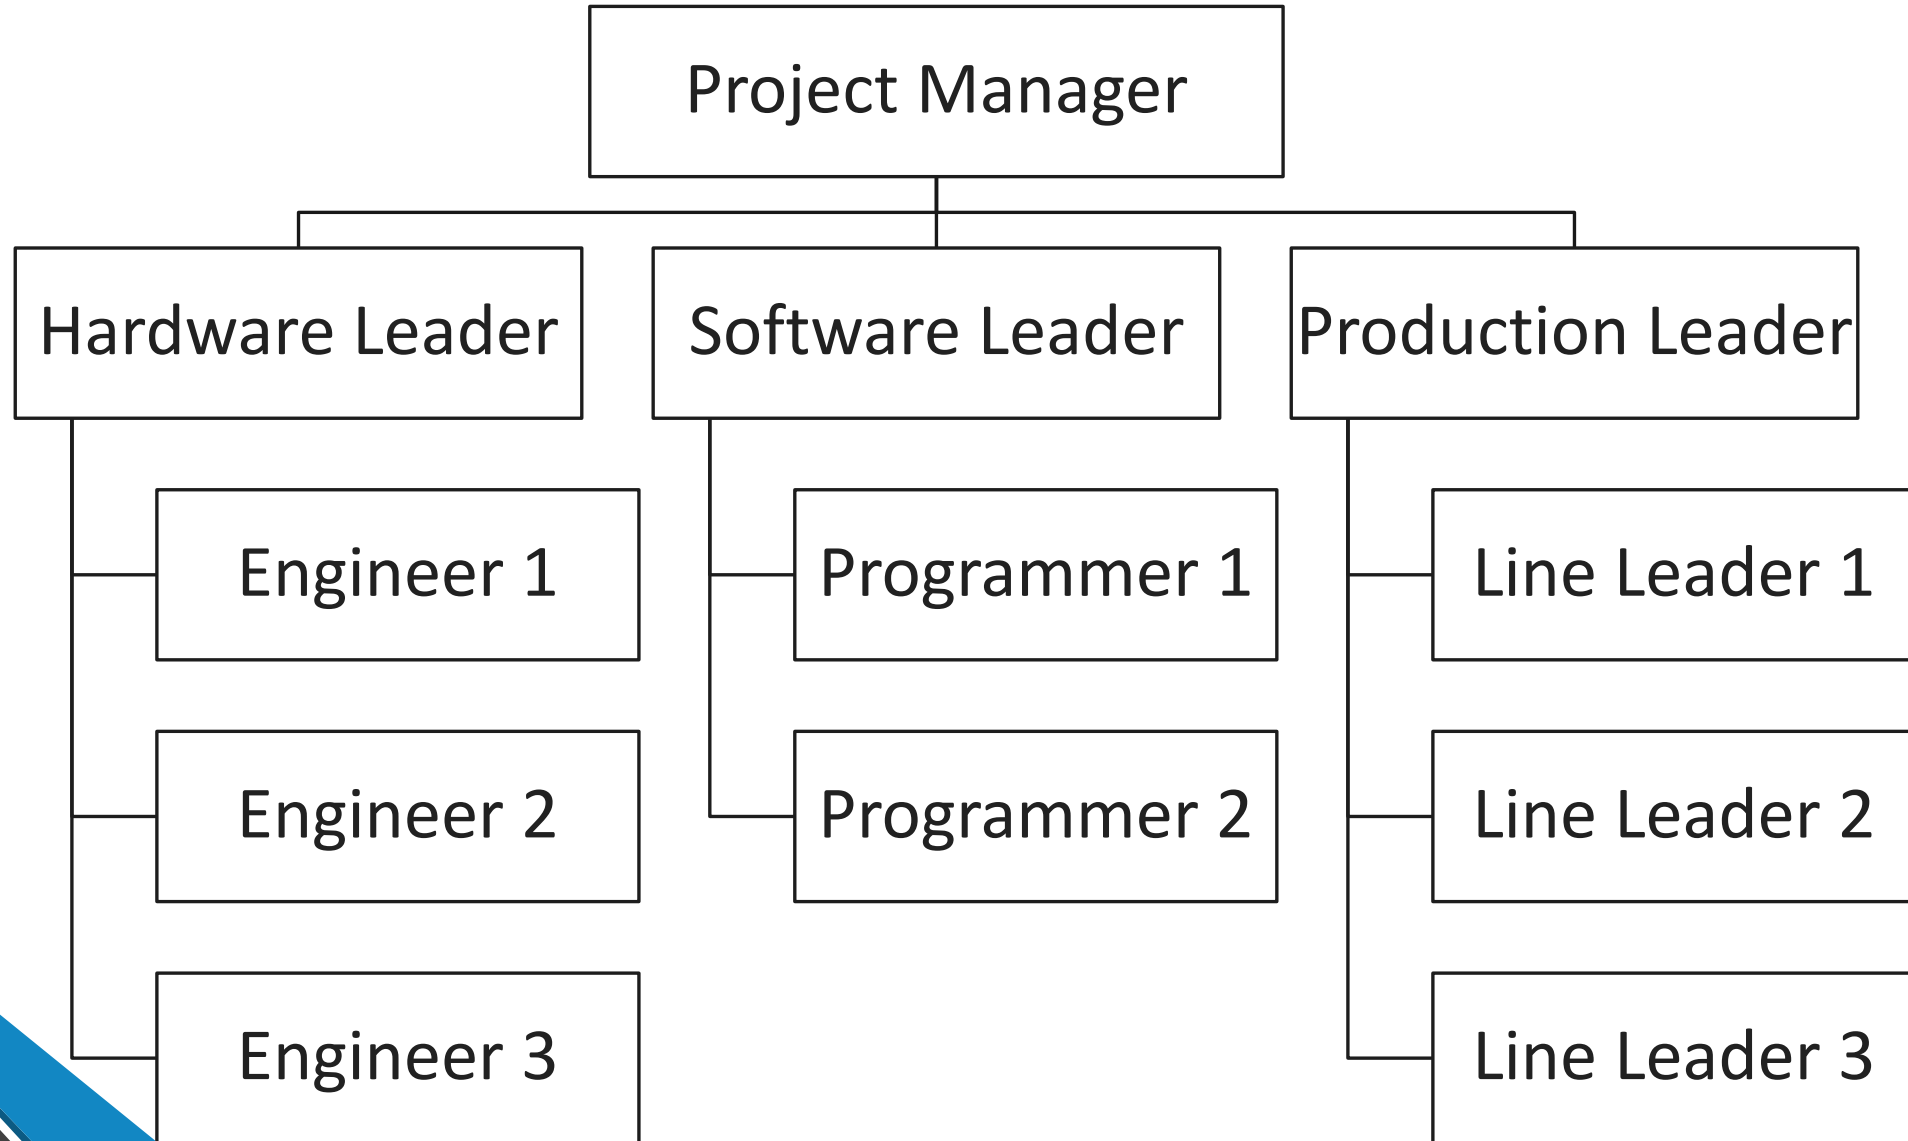 Project Manager
Hardware Leader
Software Leader
Production Leader
Engineer 1
Programmer 1
Line Leader 1
Engineer 2
Programmer 2
Line Leader 2
Engineer 3
Line Leader 3